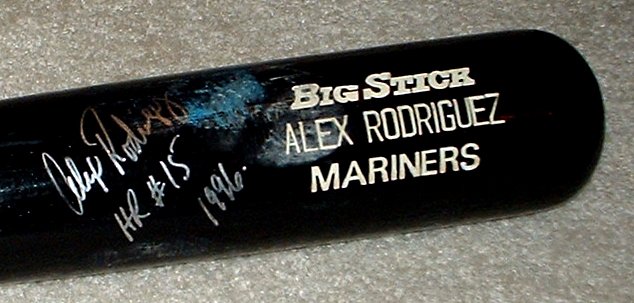 BIG STICK
ALEX RODRIGUEZ
MARINERS
Alex Rodriguez
HR #15
1996.